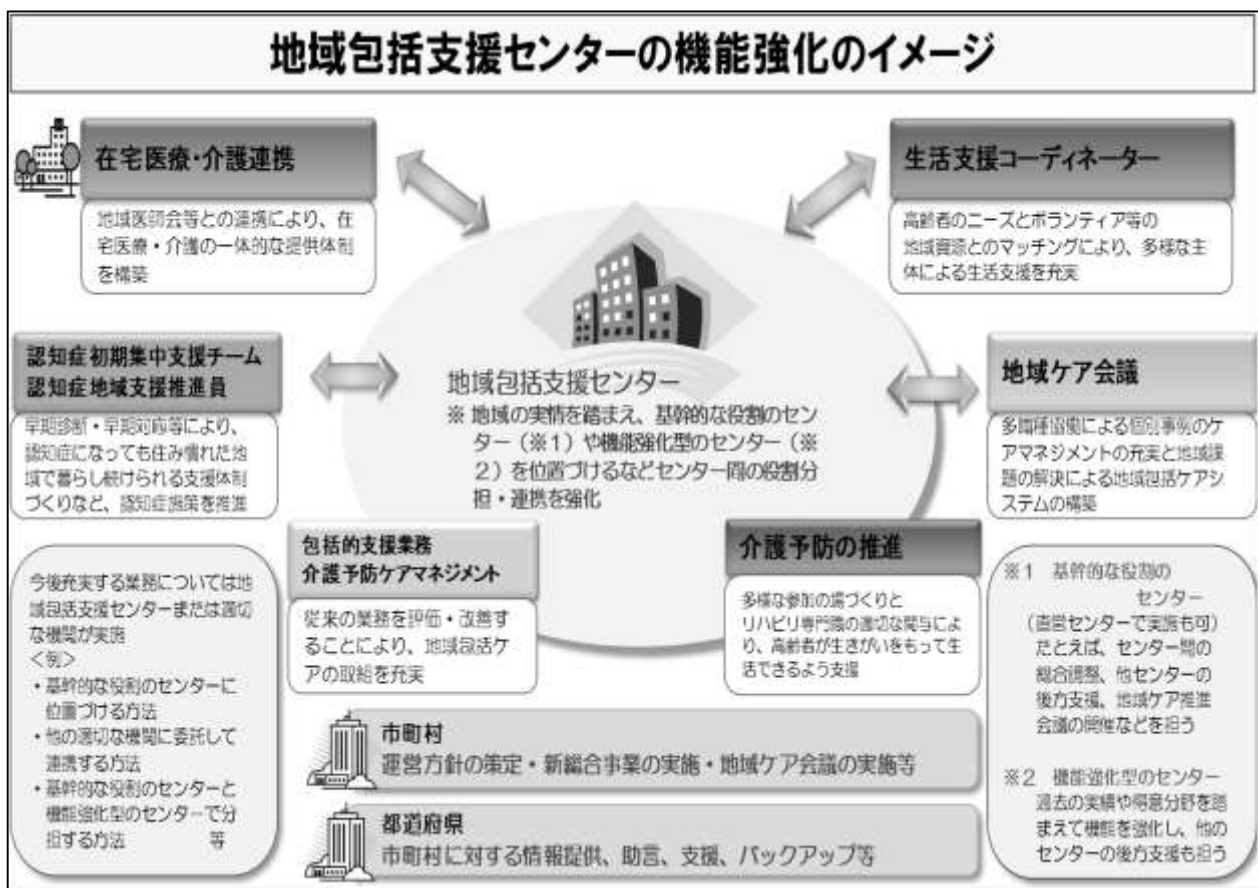 地域包括支援センターの機能強化のイメージ
在宅医療・介護連携
地域医師会等との連携により、在
宅医療・介護の一体的な提供体制
を構築
生活支援コーディネーター
高齢者のニーズとボランティア等の
地域資源とのマッチングにより、多様な主
体による生活支援を充実
認知症初期集中支援チーム
認知症地域支援推進員
早期診断・早期対応等により、
認知症になっても住み慣れた地
域で暮らし続けられる支援体制
づくりなど、認知症施策を推進
地域包括支援センター
※ 地域の実情を踏まえ、基幹的な役割のセン
ター（※１）や機能強化型のセンター（※
２）を位置づけるなどセンター間の役割分
担・連携を強化
地域ケア会議
多職種協働による個別事例のケ
アマネジメントの充実と地域課
題の解決による地域包括ケアシ
ステムの構築
包括的支援業務
介護予防ケアマネジメント
従来の業務を評価・改善す
ることにより、地域包括ケ
アの取組を充実
介護予防の推進
多様な参加の場づくりと
リハビリ専門職の適切な関与によ
り、高齢者が生きがいをもって生
活できるよう支援
今後充実する業務については地
域包括支援センターまたは適切
な機関が実施
＜例＞
・基幹的な役割のセンターに
位置づける方法
・他の適切な機関に委託して
連携する方法
・基幹的な役割のセンターと
機能強化型のセンターで分
担する方法 等
※１ 基幹的な役割の
センター
（直営センターで実施も可）
たとえば、センター間の
総合調整、他センターの
後方支援、地域ケア推進
会議の開催などを担う
※２ 機能強化型のセンター
過去の実績や得意分野を踏
まえて機能を強化し、他の
センターの後方支援も担う
市町村
運営方針の策定・新総合事業の実施・地域ケア会議の実施等
都道府県
市町村に対する情報提供、助言、支援、バックアップ等